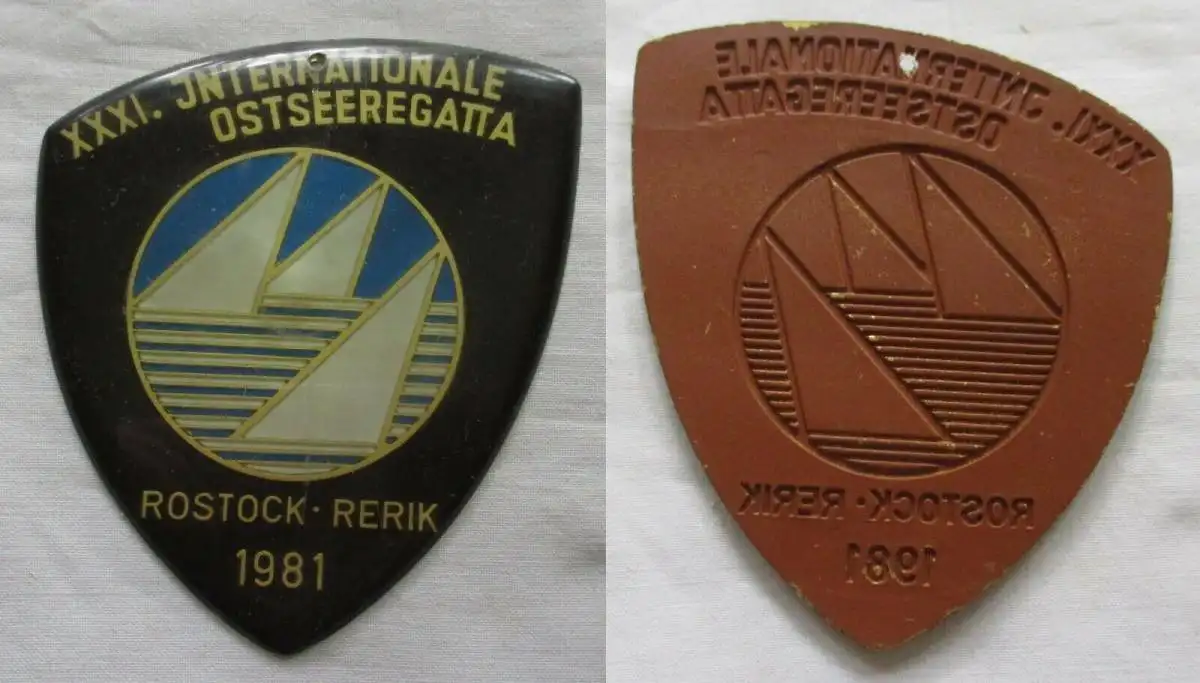 XXXI. JNTERNATIONALE
OSTSEEREGATTA
ROSTOCK · RERIK
1981
XXXI. JNTERNATIONALE
OSTSEEREGATTA
ROSTOCK · RERIK
1981